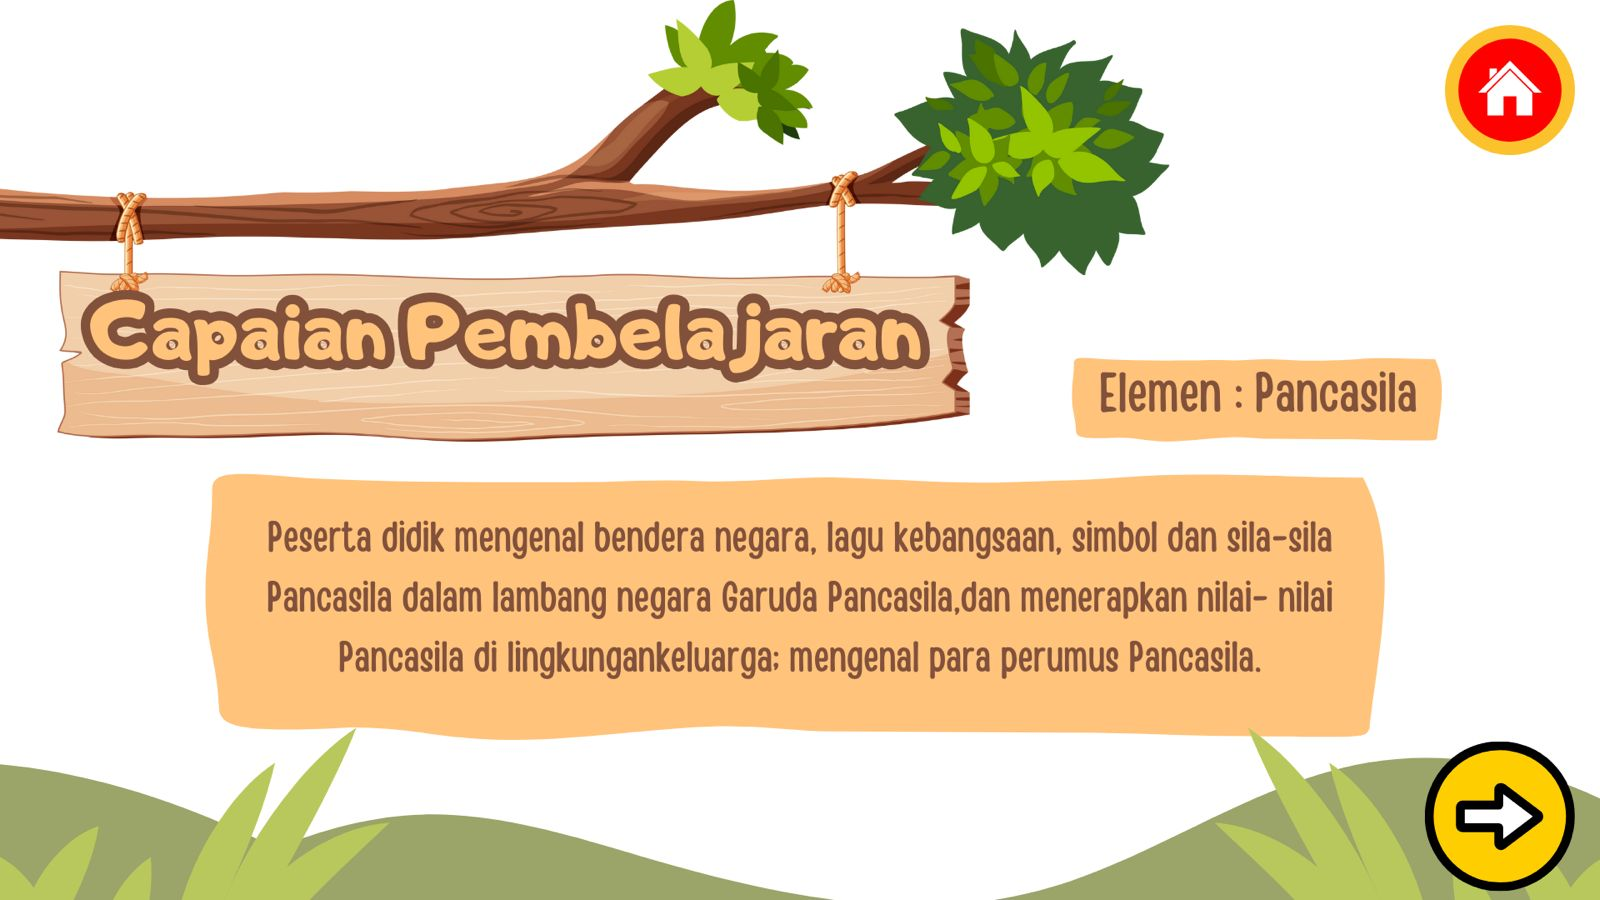 Capaian Pembelajaran
Elemen : Pancasila
Peserta didik mengenal bendera negara, lagu kebangsaan, simbol dan sila-sila
Pancasila dalam lambang negara Garuda Pancasila,dan menerapkan nilai- nilai
Pancasila di lingkungankeluarga; mengenal para perumus Pancasila.